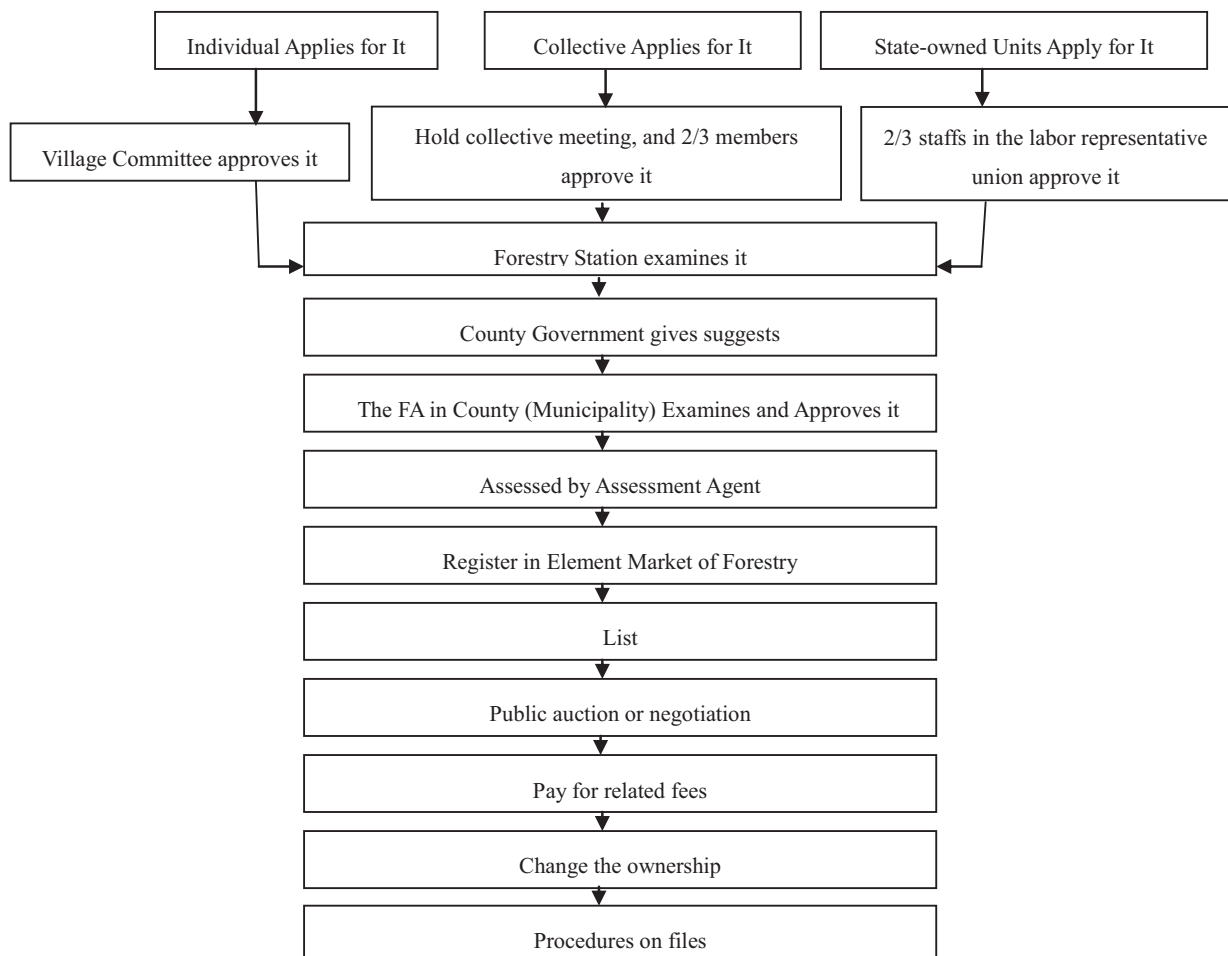 Individual Applies for It
Collective Applies for It
State-owned Units Apply for It
Village Committee approves it
Hold collective meeting, and 2/3 members
approve it
2/3 staffs in the labor representative
union approve it
Forestry Station examines it
County Government gives suggests
The FA in County (Municipality) Examines and Approves it
Assessed by Assessment Agent
Register in Element Market of Forestry
List
Public auction or negotiation
Pay for related fees
Change the ownership
Procedures on files